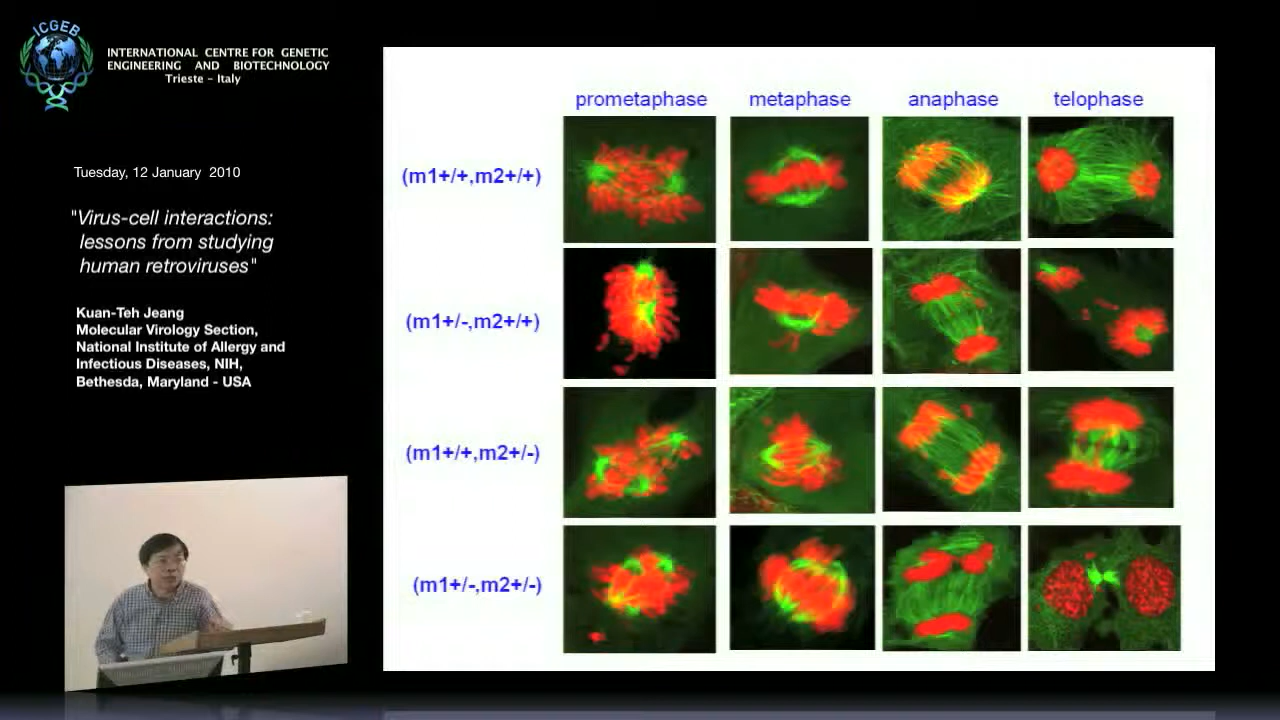 ICGEB
INTERNATIONAL CENTRE FOR GENETIC
ENGINEERING AND BIOTECHNOLOGY
Trieste - Italy
Tuesday, 12 January 2010
"Virus-cell interactions:
lessons from studying
human retroviruses"
Kuan-Teh Jeang
Molecular Virology Section,
National Institute of Allergy and
Infectious Diseases, NIH,
Bethesda, Maryland - USA
prometaphase metaphase anaphase telophase
(m1+/+,m2+/+)
(m1+/-,m2+/+)
(m1+/+,m2+/-)
(m1+/-,m2+/-)